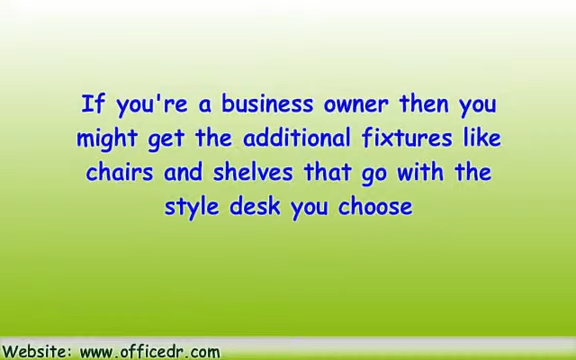 If you're a business owner then you
might get the additional fixtures like
chairs and shelves that go with the
style desk you choose
Website: www.officedr.com